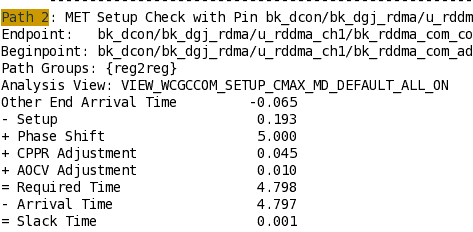 Path 2: MET Setup Check with Pin bk_dcon/bk_dgj_rdma/u_rddm
Endpoint:   bk_dcon/bk_dgj_rdma/u_rddma_ch1/bk_rddma_com_co
Beginpoint: bk_dcon/bk_dgj_rdma/u_rddma_ch1/bk_rddma_com_ad
Path Groups: {reg2reg}
Analysis View: VIEW_WCGCCOM_SETUP_CMAX_MD_DEFAULT_ALL_ON
Other End Arrival Time         -0.065
- Setup                         0.193
+ Phase Shift                   5.000
+ CPPR Adjustment               0.045
+ AOCV Adjustment               0.010
= Required Time                 4.798
- Arrival Time                  4.797
= Slack Time                    0.001